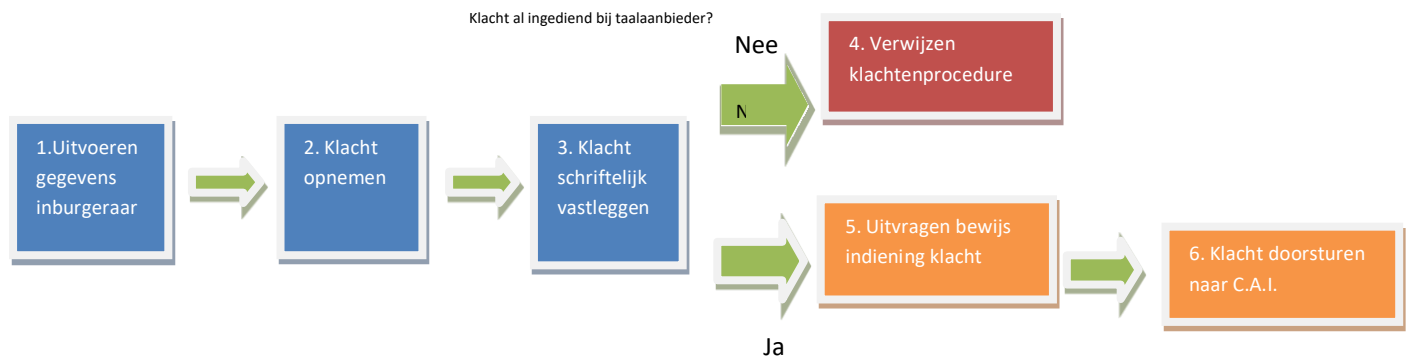 Klacht al ingediend bij taalaanbieder?
Nee
N
4. Verwijzen
klachtenprocedure
1.Uitvoeren
gegevens
inburgeraar
2. Klacht
opnemen
3. Klacht
schriftelijk
vastleggen
5. Uitvragen bewijs
indiening klacht
6. Klacht doorsturen
naar C.A.I.
Ja